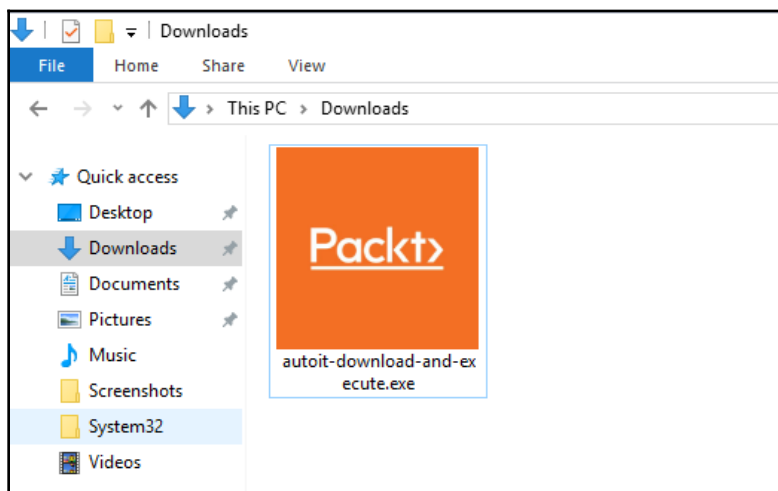 Downloads
File Home Share View
This PC > Downloads
Quick access
Desktop
Downloads
Documents
Pictures
Music
Screenshots
System32
Videos
Packt>
autoit-download-and-ex
ecute.exe